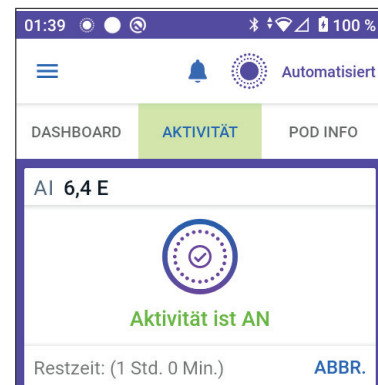 01:39 100 %
Automatisiert
DASHBOARD AKTIVITÄT POD INFO
AI 6,4 E
Aktivität ist AN
Restzeit: (1 Std. 0 Min.) ABBR.